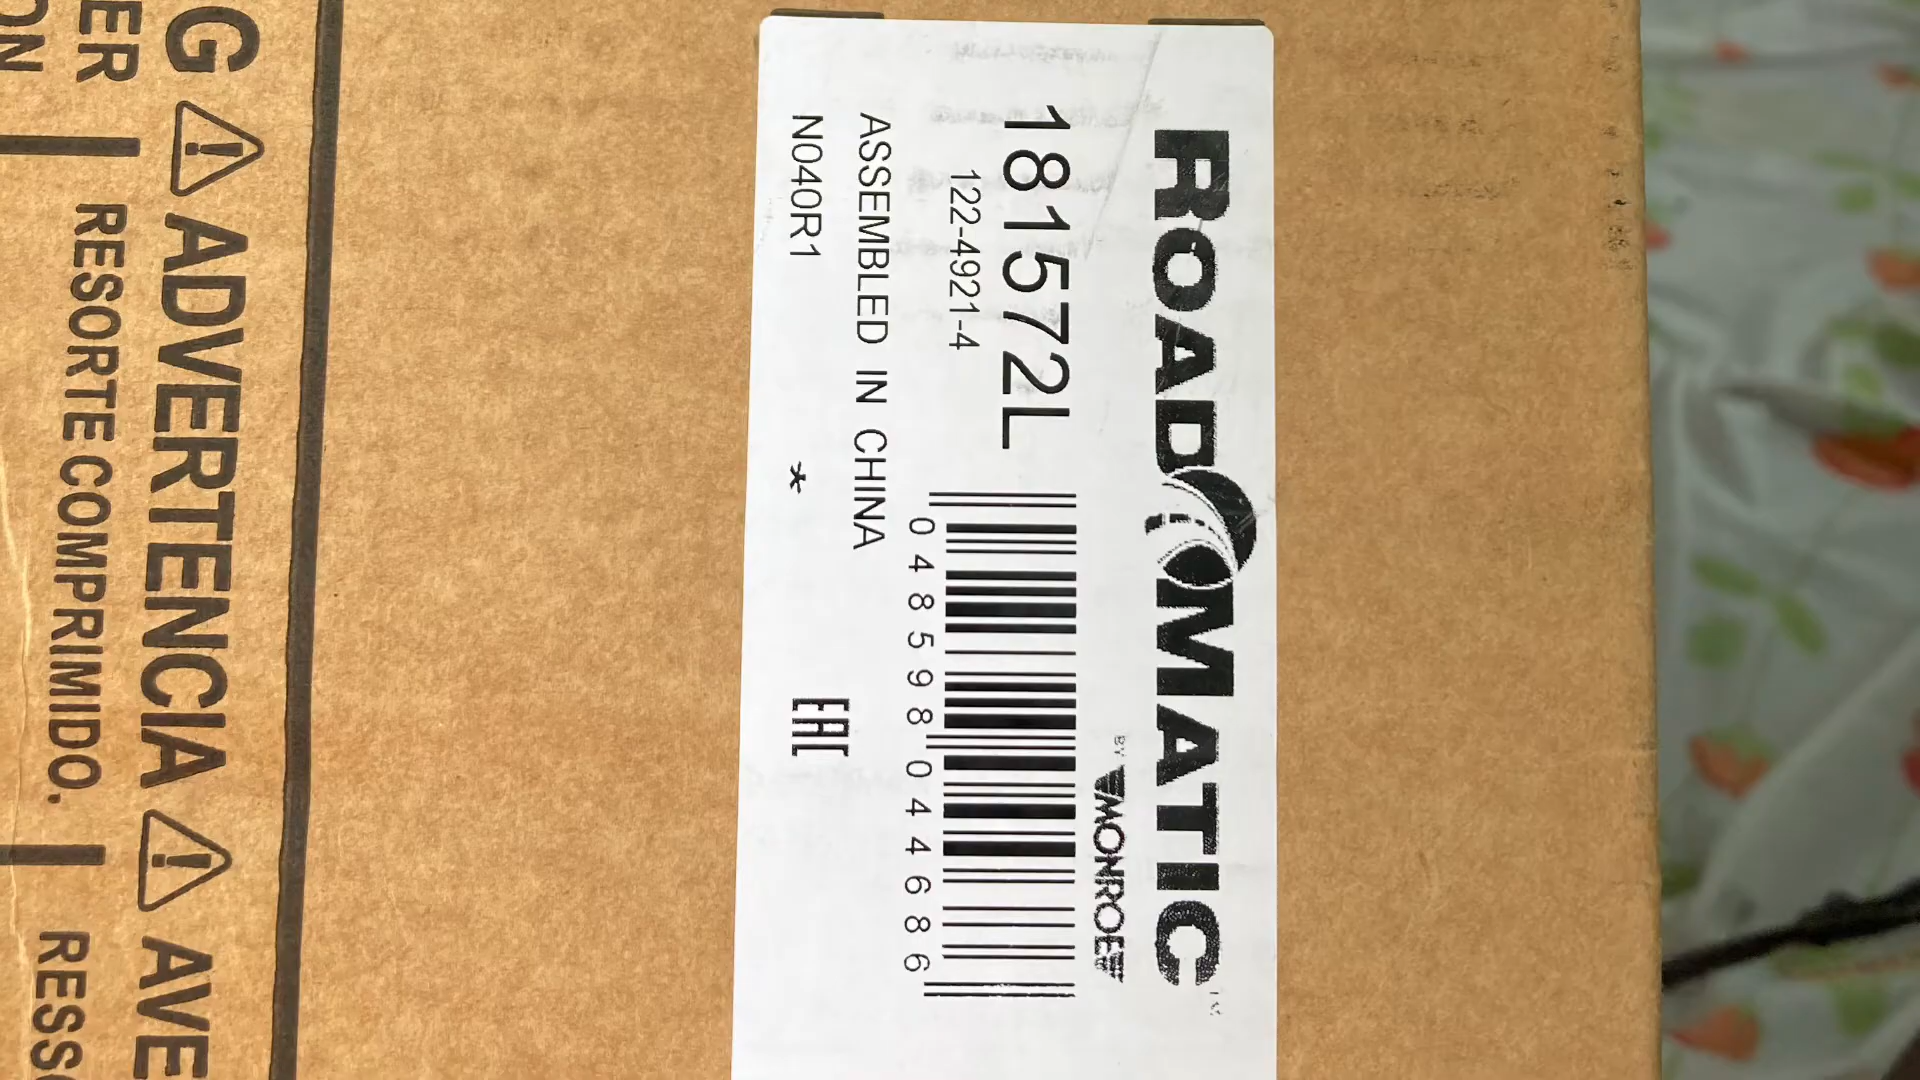 ROADMATIC
BY MONROE
181572L
122-4921-4
0 48598 04468 6
ASSEMBLED IN CHINA
N040R1 *
EAC
G ⚠ ADVERTENCIA ⚠ AVE
ER | RESORTE COMPRIMIDO. | RESS
ON